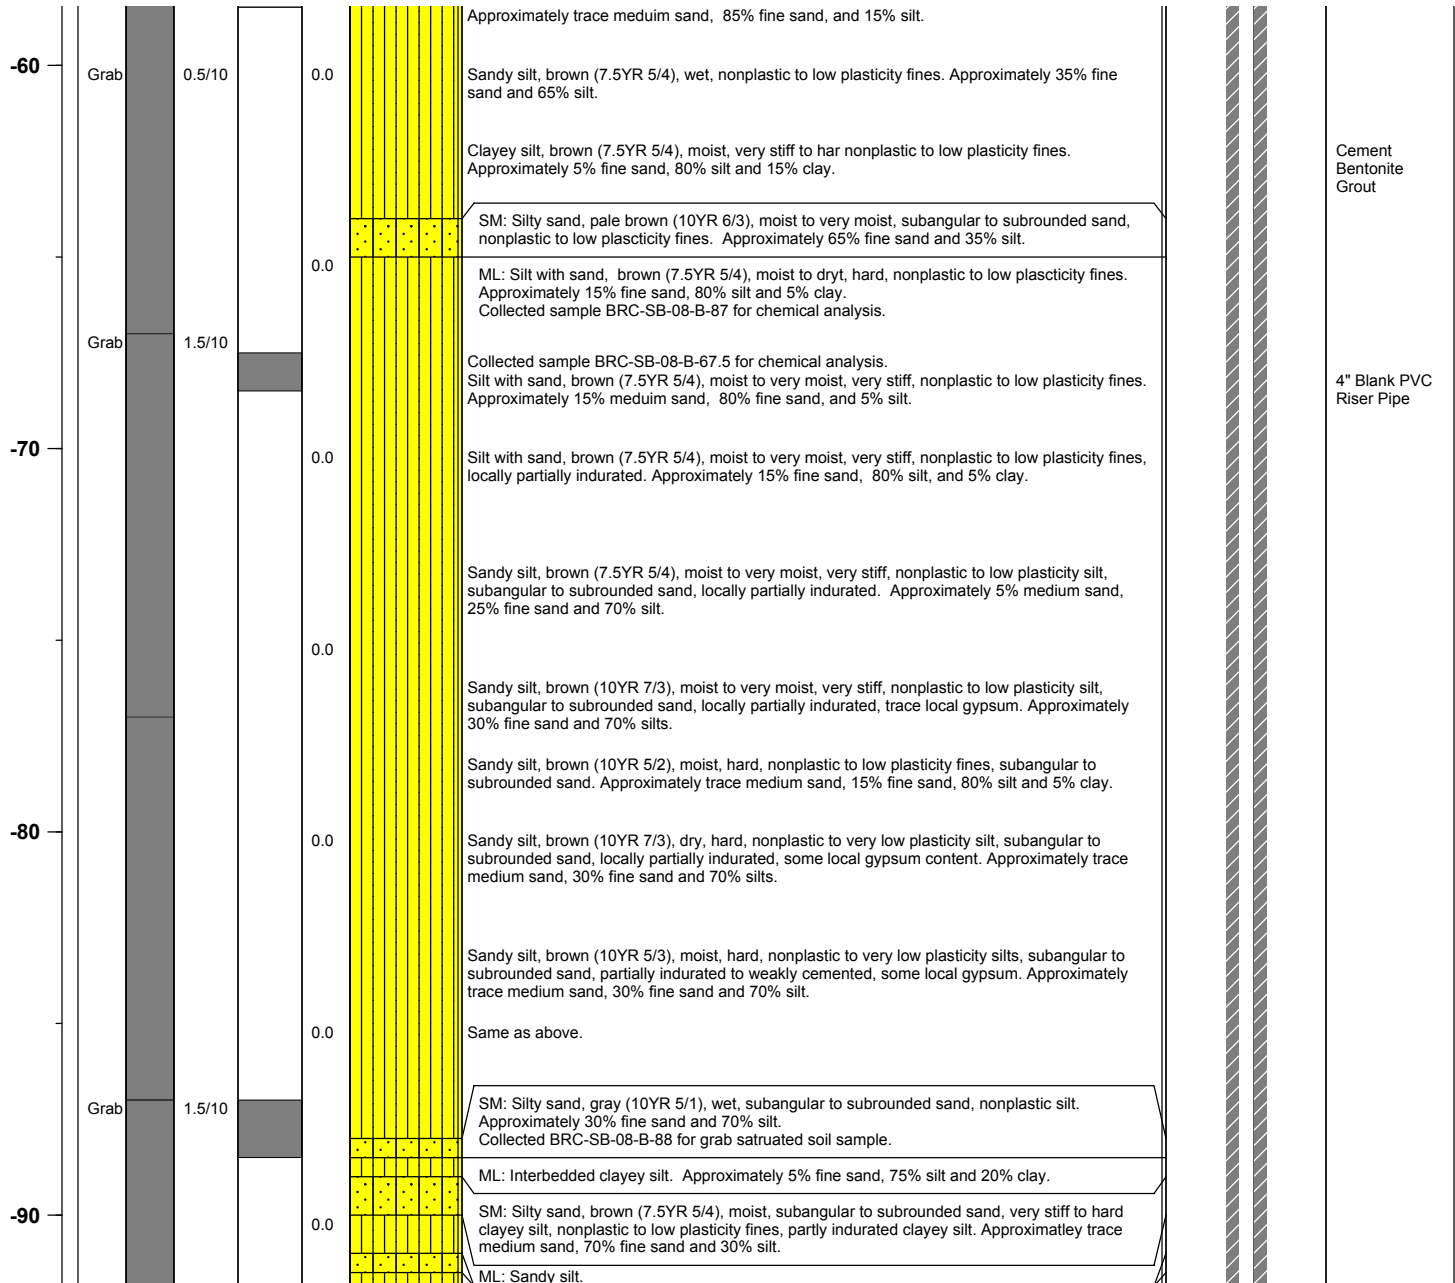 Approximately trace meduim sand, 85% fine sand, and 15% silt.
-60
Grab
0.5/10
0.0
Sandy silt, brown (7.5YR 5/4), wet, nonplastic to low plasticity fines. Approximately 35% fine
sand and 65% silt.
Clayey silt, brown (7.5YR 5/4), moist, very stiff to har nonplastic to low plasticity fines.
Approximately 5% fine sand, 80% silt and 15% clay.
Cement
Bentonite
Grout
SM: Silty sand, pale brown (10YR 6/3), moist to very moist, subangular to subrounded sand,
nonplastic to low plascticity fines. Approximately 65% fine sand and 35% silt.
0.0
ML: Silt with sand, brown (7.5YR 5/4), moist to dryt, hard, nonplastic to low plascticity fines.
Approximately 15% fine sand, 80% silt and 5% clay.
Collected sample BRC-SB-08-B-87 for chemical analysis.
Grab
1.5/10
Collected sample BRC-SB-08-B-67.5 for chemical analysis.
Silt with sand, brown (7.5YR 5/4), moist to very moist, very stiff, nonplastic to low plasticity fines.
Approximately 15% meduim sand, 80% fine sand, and 5% silt.
4" Blank PVC
Riser Pipe
-70
0.0
Silt with sand, brown (7.5YR 5/4), moist to very moist, very stiff, nonplastic to low plasticity fines,
locally partially indurated. Approximately 15% fine sand, 80% silt, and 5% clay.
Sandy silt, brown (7.5YR 5/4), moist to very moist, very stiff, nonplastic to low plasticity silt,
subangular to subrounded sand, locally partially indurated. Approximately 5% medium sand,
25% fine sand and 70% silt.
0.0
Sandy silt, brown (10YR 7/3), moist to very moist, very stiff, nonplastic to low plasticity silt,
subangular to subrounded sand, locally partially indurated, trace local gypsum. Approximately
30% fine sand and 70% silts.
Sandy silt, brown (10YR 5/2), moist, hard, nonplastic to low plasticity fines, subangular to
subrounded sand. Approximately trace medium sand, 15% fine sand, 80% silt and 5% clay.
-80
0.0
Sandy silt, brown (10YR 7/3), dry, hard, nonplastic to very low plasticity silt, subangular to
subrounded sand, locally partially indurated, some local gypsum content. Approximately trace
medium sand, 30% fine sand and 70% silts.
Sandy silt, brown (10YR 5/3), moist, hard, nonplastic to very low plasticity silts, subangular to
subrounded sand, partially indurated to weakly cemented, some local gypsum. Approximately
trace medium sand, 30% fine sand and 70% silt.
0.0
Same as above.
Grab
1.5/10
SM: Silty sand, gray (10YR 5/1), wet, subangular to subrounded sand, nonplastic silt.
Approximately 30% fine sand and 70% silt.
Collected BRC-SB-08-B-88 for grab satruated soil sample.
ML: Interbedded clayey silt. Approximately 5% fine sand, 75% silt and 20% clay.
-90
0.0
SM: Silty sand, brown (7.5YR 5/4), moist, subangular to subrounded sand, very stiff to hard
clayey silt, nonplastic to low plasticity fines, partly indurated clayey silt. Approximatley trace
medium sand, 70% fine sand and 30% silt.
ML: Sandy silt.